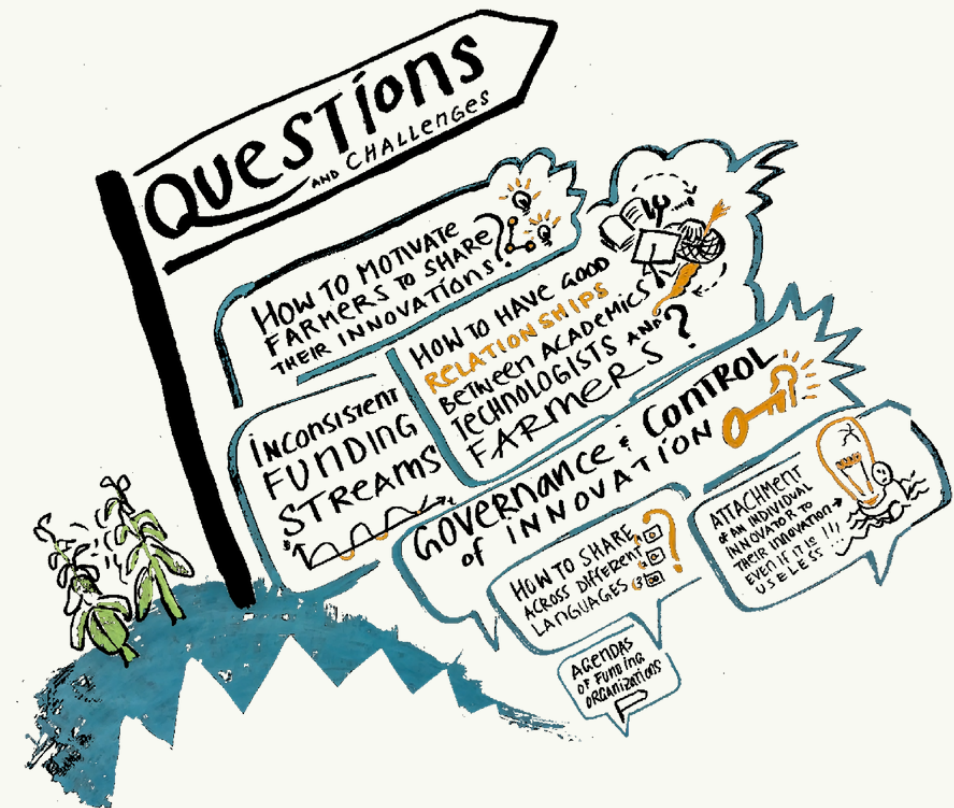 QUESTIONS
AND CHALLENGES
HOW TO MOTIVATE
FARMERS TO SHARE
THEIR INNOVATIONS?
HOW TO HAVE GOOD
RELATIONSHIPS
BETWEEN ACADEMICS
TECHNOLOGISTS AND
FARMERS?
INCONSISTENT
FUNDING
STREAMS
$
GOVERNANCE & CONTROL
of INNOVATION
HOW TO SHARE
ACROSS DIFFERENT
LANGUAGES?
ATTACHMENT
of AN INDIVIDUAL
INNOVATOR TO
THEIR INNOVATION
EVEN IF IT IS !!!
USELESS
AGENDAS
OF FUNDING
ORGANIZATIONS